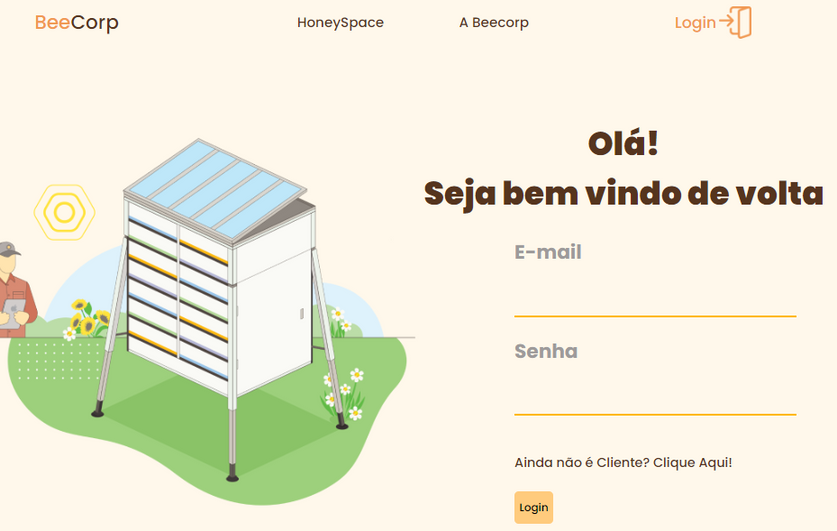 BeeCorp
HoneySpace
A Beecorp
Login
Olá!
Seja bem vindo de volta
E-mail
Senha
Ainda não é Cliente? Clique Aqui!
Login